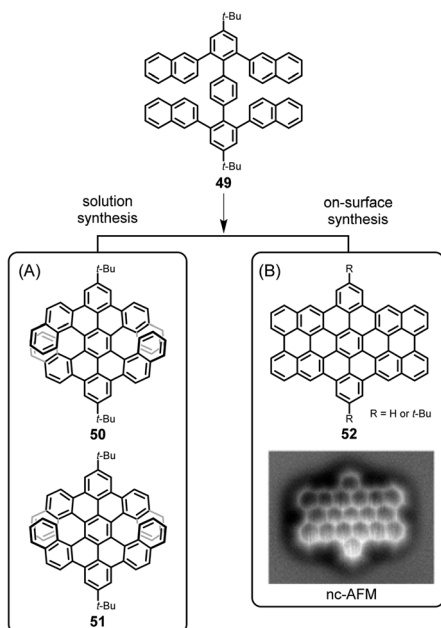 t-Bu
t-Bu
49
solution
synthesis
on-surface
synthesis
(A)
t-Bu
t-Bu
50
t-Bu
t-Bu
51
(B)
R
R
R = H or t-Bu
52
nc-AFM